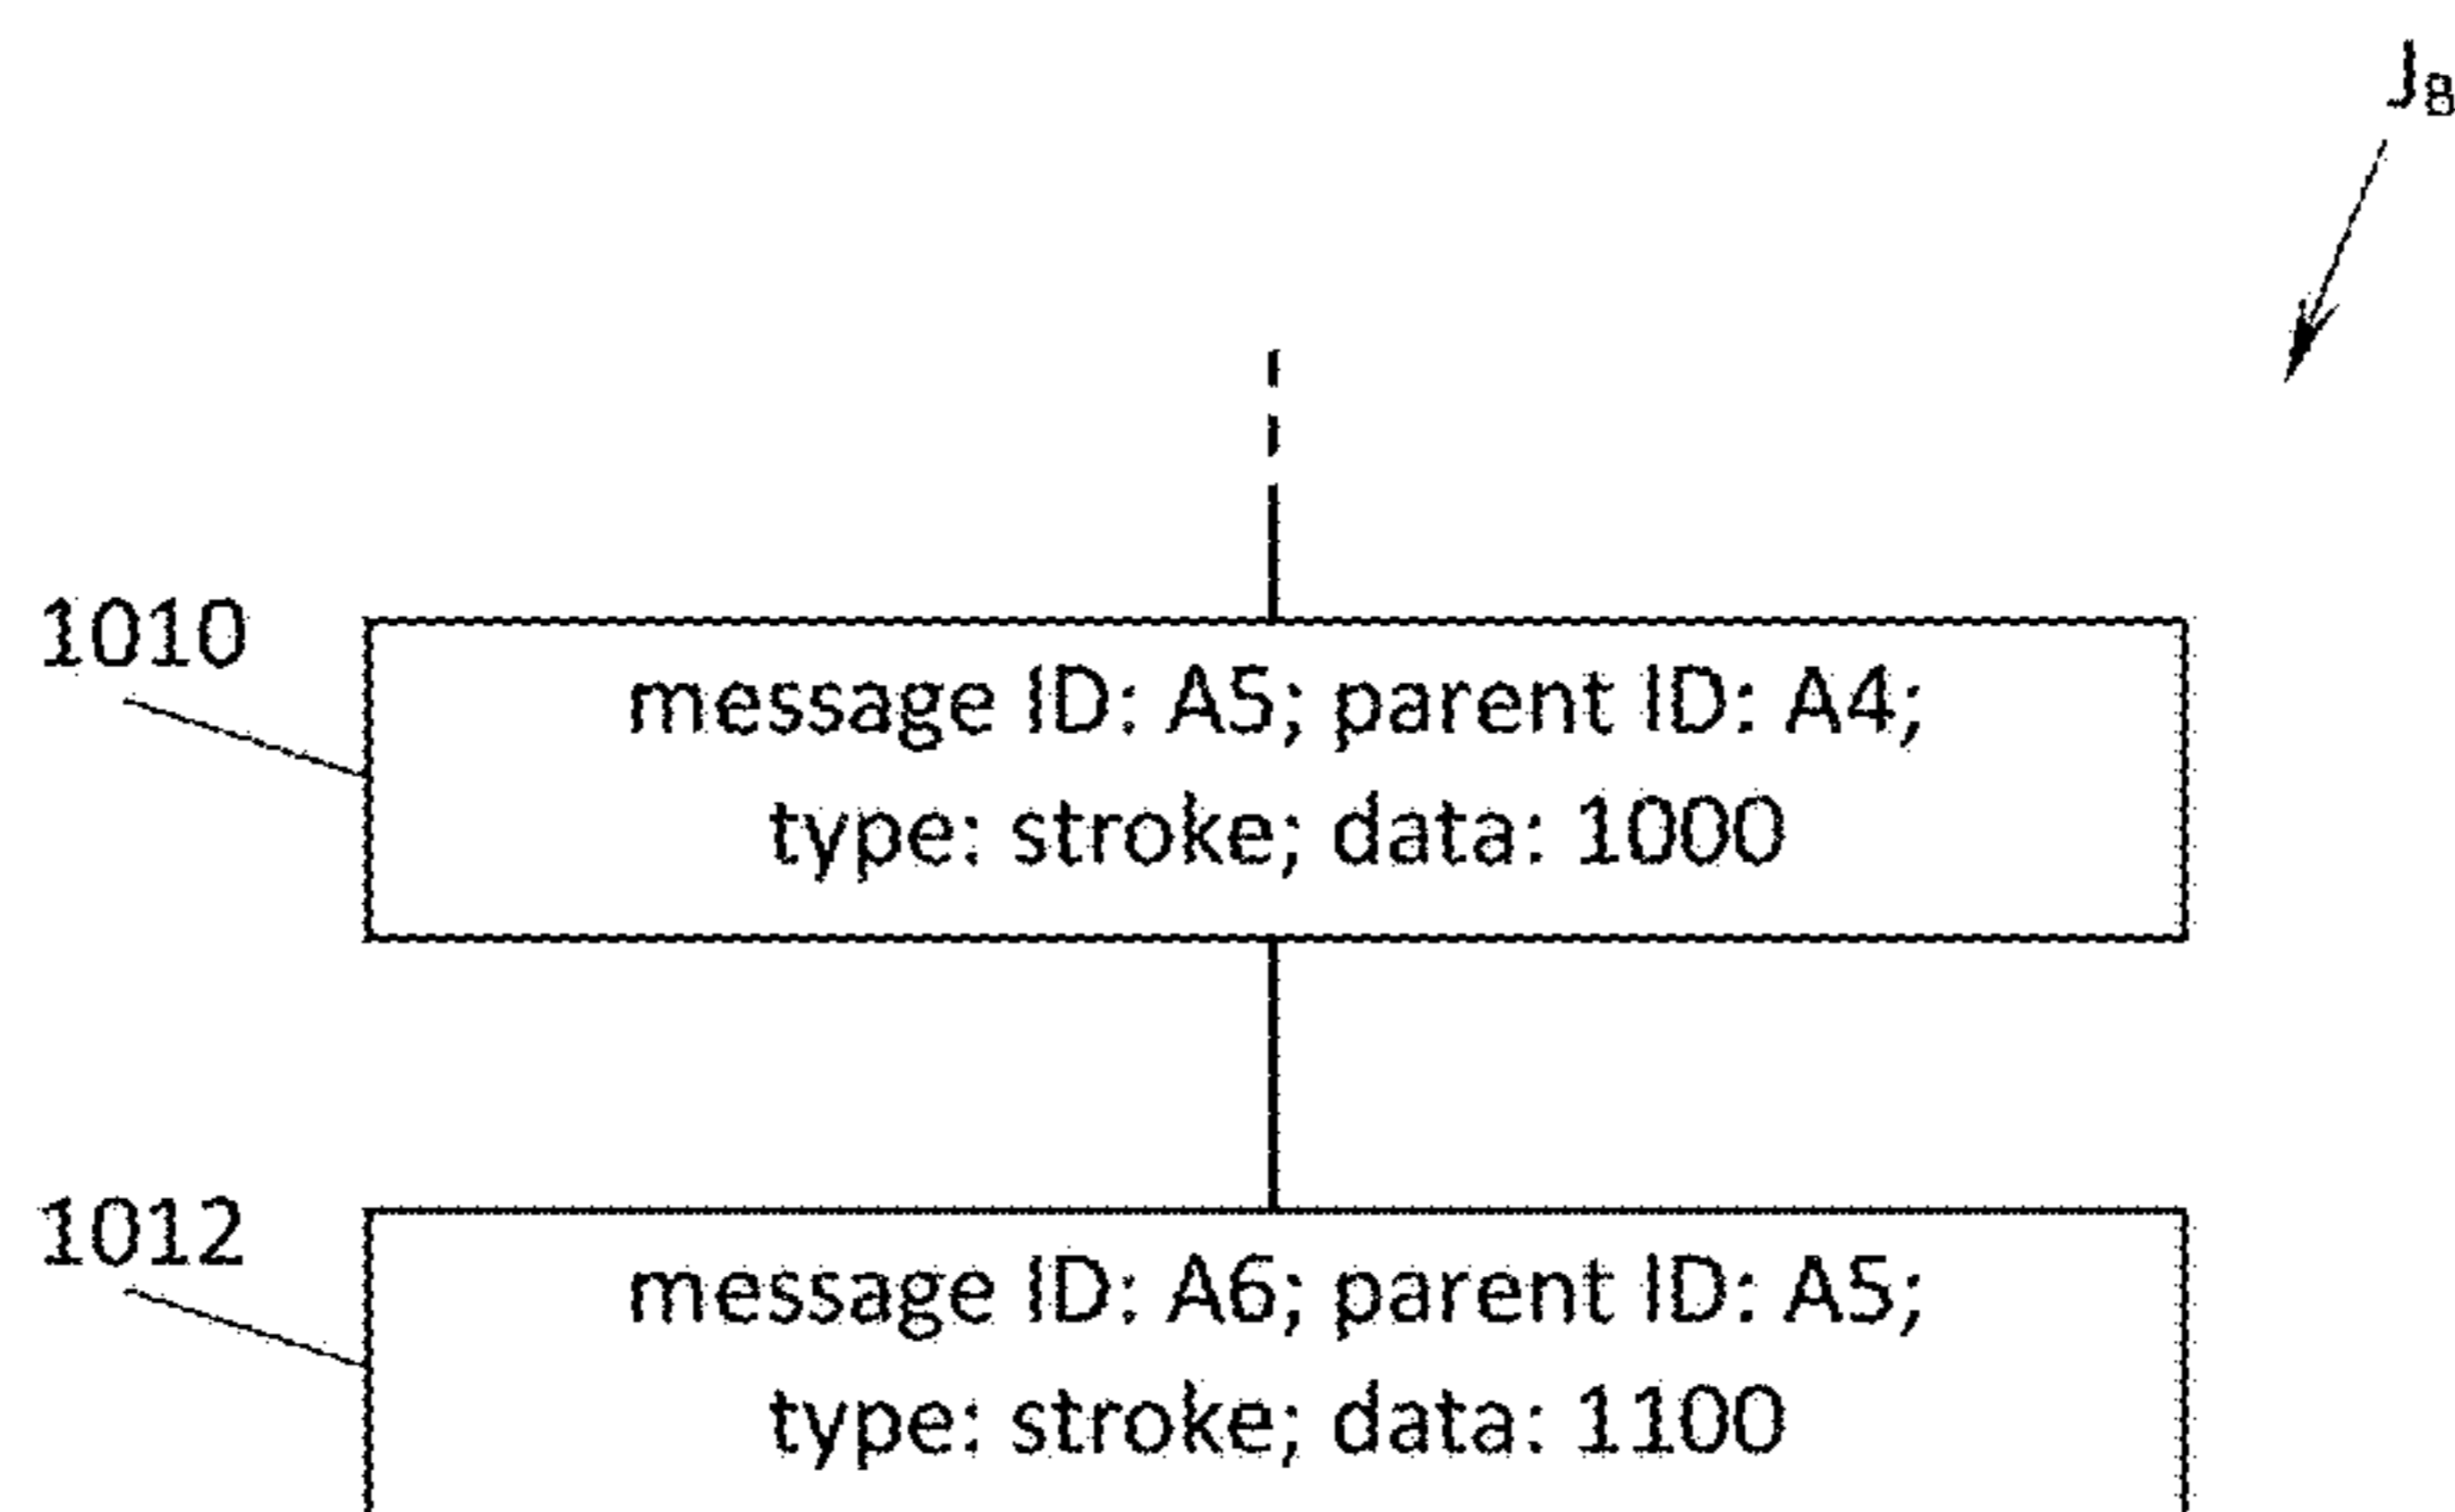 J8
1010
message ID: A5; parent ID: A4;
type: stroke; data: 1000
1012
message ID: A6; parent ID: A5;
type: stroke; data: 1100